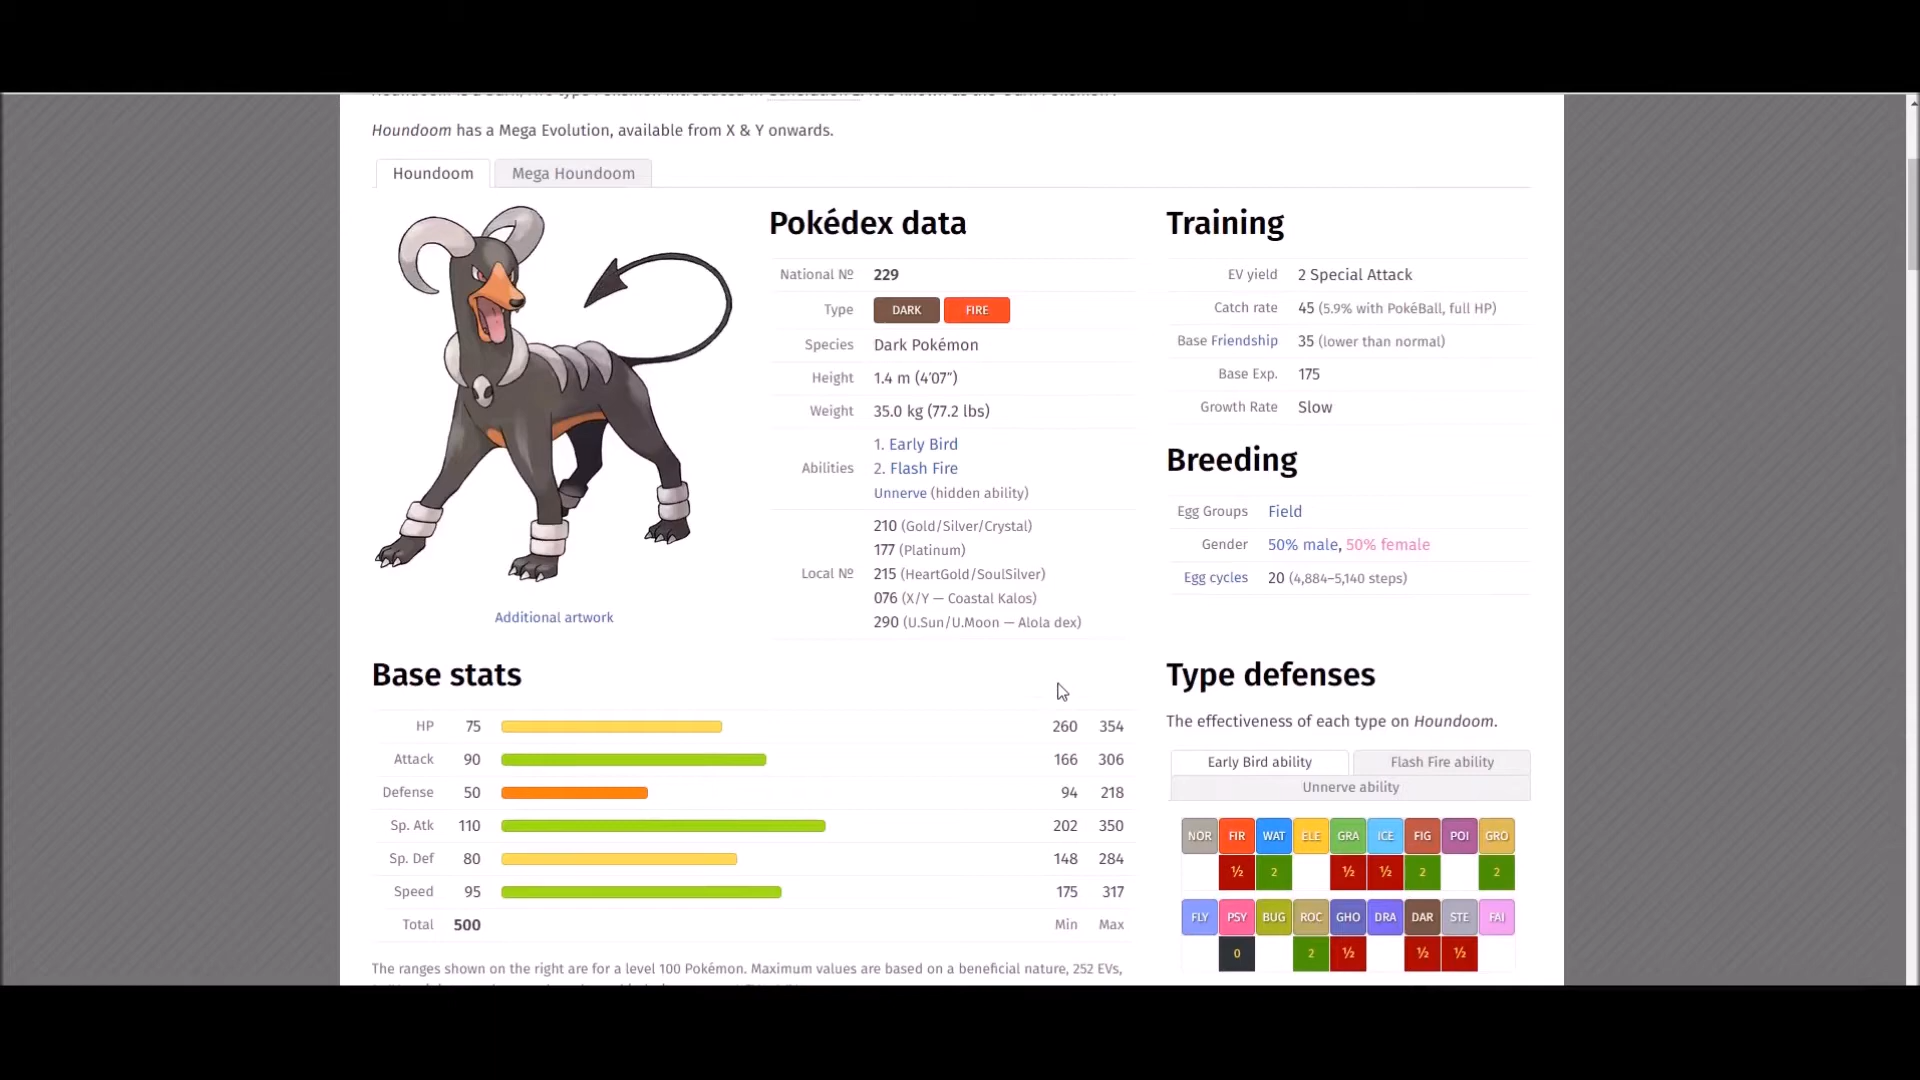 Houndoom has a Mega Evolution, available from X & Y onwards.
Houndoom
Mega Houndoom
Additional artwork
Pokédex data
National № 229
Type DARK FIRE
Species Dark Pokémon
Height 1.4 m (4′07″)
Weight 35.0 kg (77.2 lbs)
Abilities
1. Early Bird
2. Flash Fire
Unnerve (hidden ability)
Local №
210 (Gold/Silver/Crystal)
177 (Platinum)
215 (HeartGold/SoulSilver)
076 (X/Y — Coastal Kalos)
290 (U.Sun/U.Moon — Alola dex)
Training
EV yield 2 Special Attack
Catch rate 45 (5.9% with PokéBall, full HP)
Base Friendship 35 (lower than normal)
Base Exp. 175
Growth Rate Slow
Breeding
Egg Groups Field
Gender 50% male, 50% female
Egg cycles 20 (4,884–5,140 steps)
Base stats
HP 75 260 354
Attack 90 166 306
Defense 50 94 218
Sp. Atk 110 202 350
Sp. Def 80 148 284
Speed 95 175 317
Total 500 Min Max
The ranges shown on the right are for a level 100 Pokémon. Maximum values are based on a beneficial nature, 252 EVs,
Type defenses
The effectiveness of each type on Houndoom.
Early Bird ability
Flash Fire ability
Unnerve ability
NOR FIR WAT ELE GRA ICE FIG POI GRO
½ 2 ½ ½ 2 2
FLY PSY BUG ROC GHO DRA DAR STE FAI
0 2 ½ ½ ½